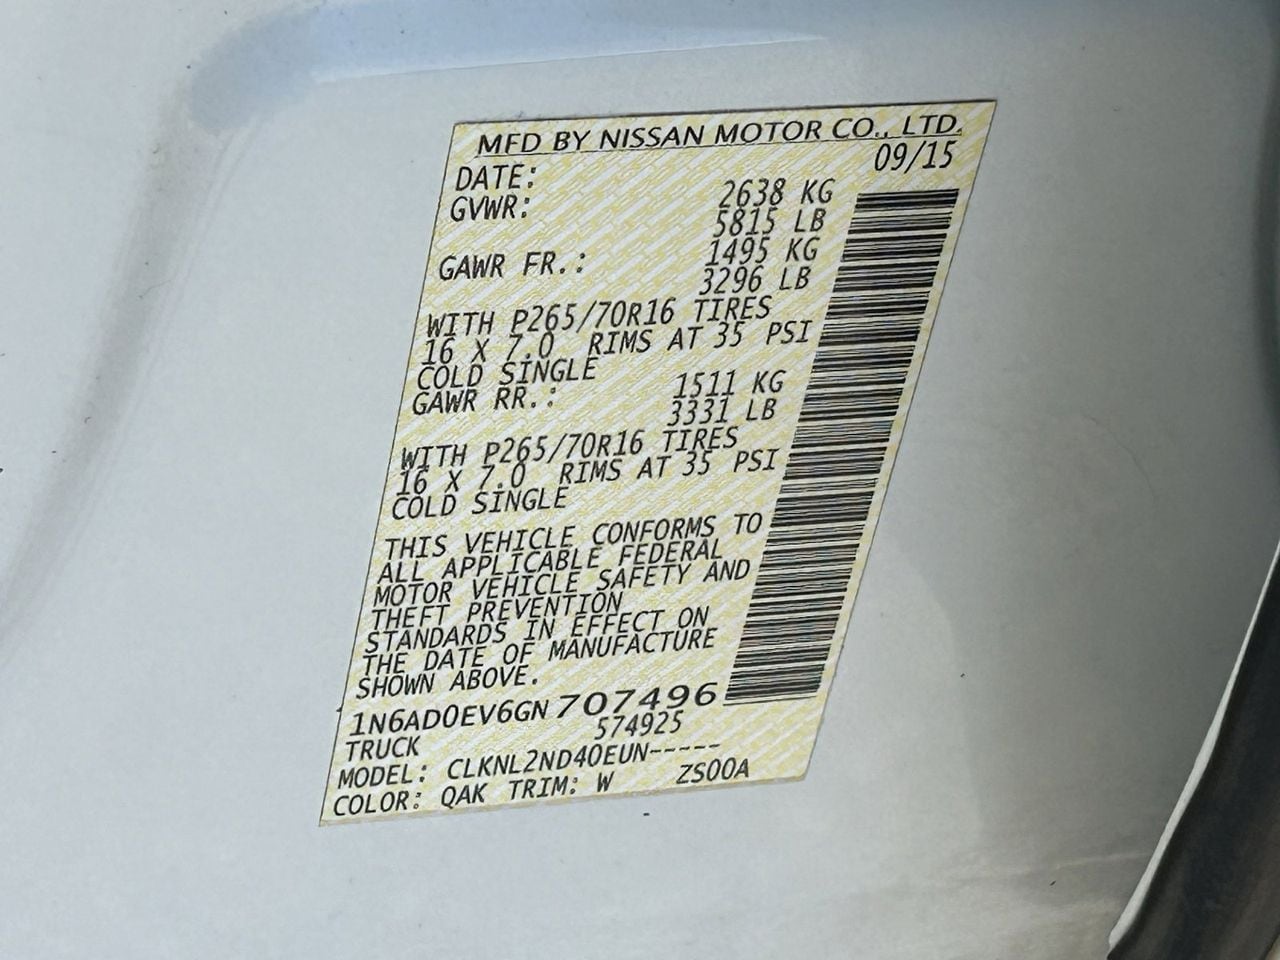 MFD BY NISSAN MOTOR CO., LTD.
DATE: 09/15
GVWR: 2638 KG
5815 LB
GAWR FR.: 1495 KG
3296 LB
WITH P265/70R16 TIRES
16 X 7.0 RIMS AT 35 PSI
COLD SINGLE
GAWR RR.: 1511 KG
3331 LB
WITH P265/70R16 TIRES
16 X 7.0 RIMS AT 35 PSI
COLD SINGLE
THIS VEHICLE CONFORMS TO
ALL APPLICABLE FEDERAL
MOTOR VEHICLE SAFETY AND
THEFT PREVENTION
STANDARDS IN EFFECT ON
THE DATE OF MANUFACTURE
SHOWN ABOVE.
1N6AD0EV6GN707496
TRUCK 574925
MODEL: CLKNL2ND40EUN-----
COLOR: QAK TRIM: W ZS00A